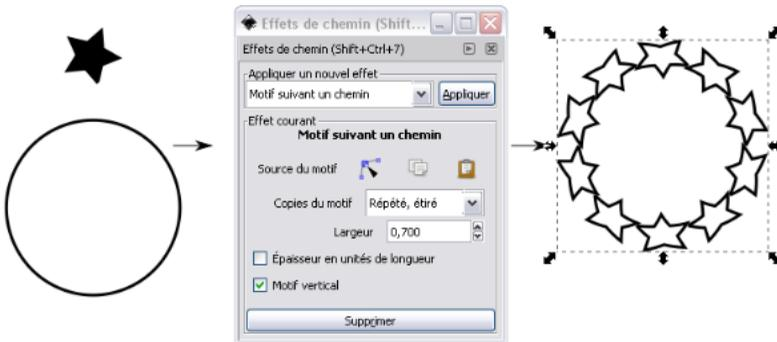 Effets de chemin (Shift...
Effets de chemin (Shift+Ctrl+7)
Appliquer un nouvel effet
Motif suivant un chemin Appliquer
Effet courant
Motif suivant un chemin
Source du motif
Copies du motif Répété, étiré
Largeur 0,700
Épaisseur en unités de longueur
Motif vertical
Supprimer